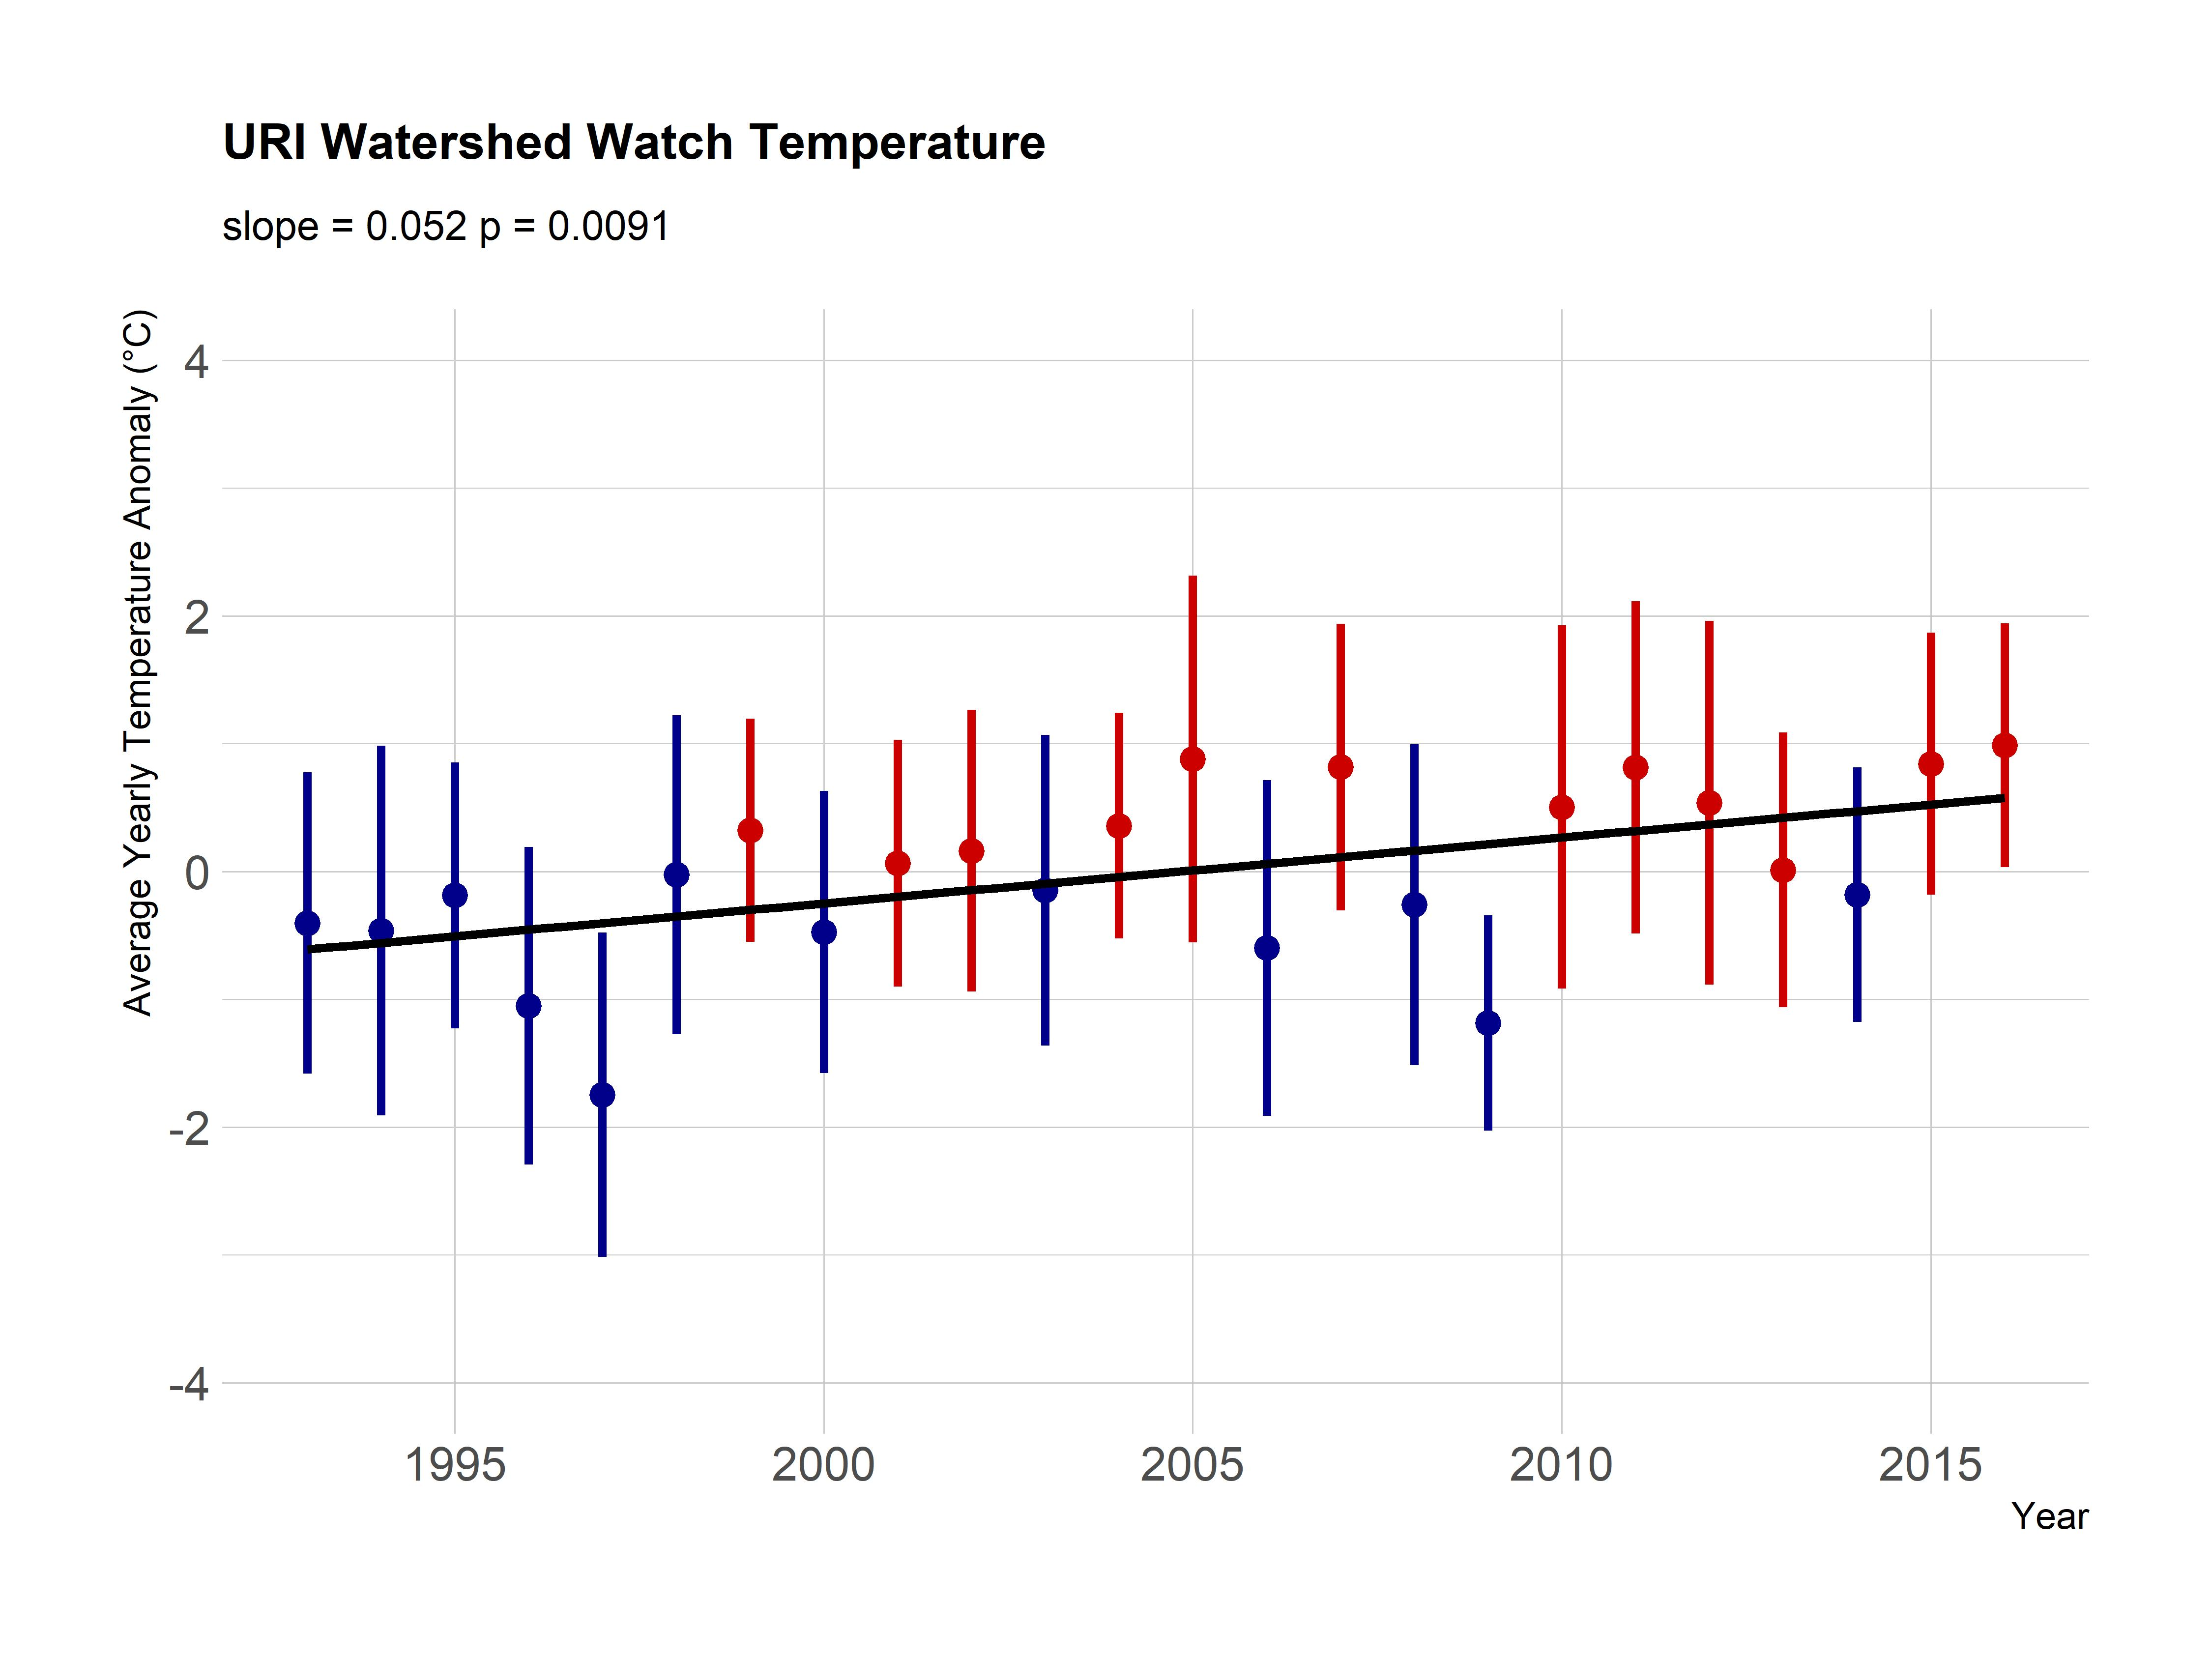 URI Watershed Watch Temperature
slope = 0.052 p = 0.0091
Average Yearly Temperature Anomaly (°C)
4
2
0
-2
-4
1995 2000 2005 2010 2015
Year